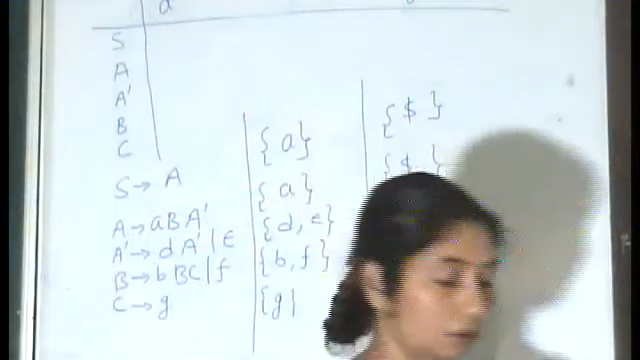 a
S
A
A'
B
C
S → A {a} {$}
A → aBA' {a} {$ }
A' → dA' | ϵ {d, ϵ}
B → bBC | f {b, f}
C → g {g}